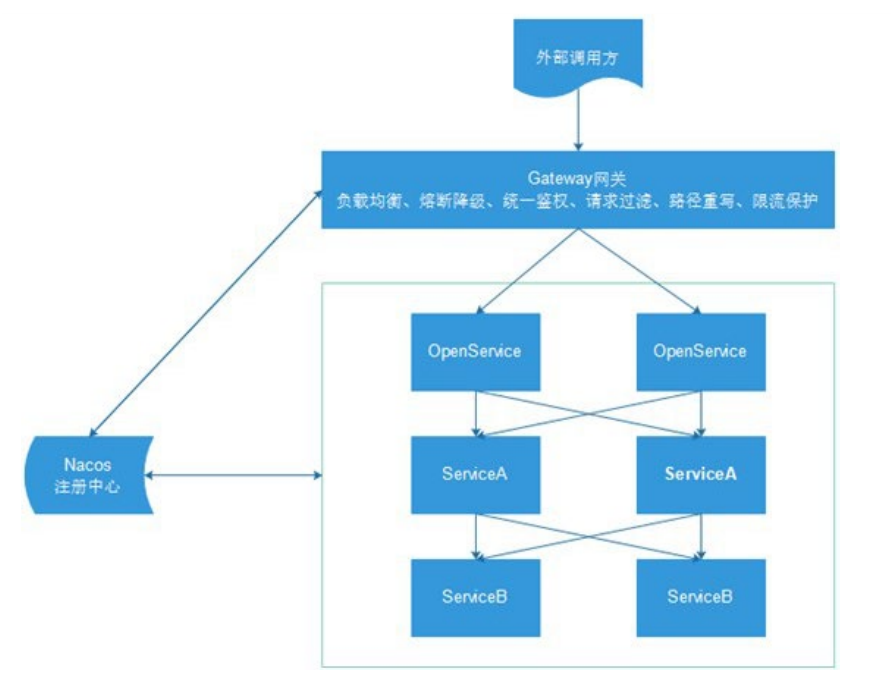 外部调用方
Gateway网关
负载均衡、熔断降级、统一鉴权、请求过滤、路径重写、限流保护
OpenService
OpenService
Nacos
注册中心
ServiceA
ServiceA
ServiceB
ServiceB